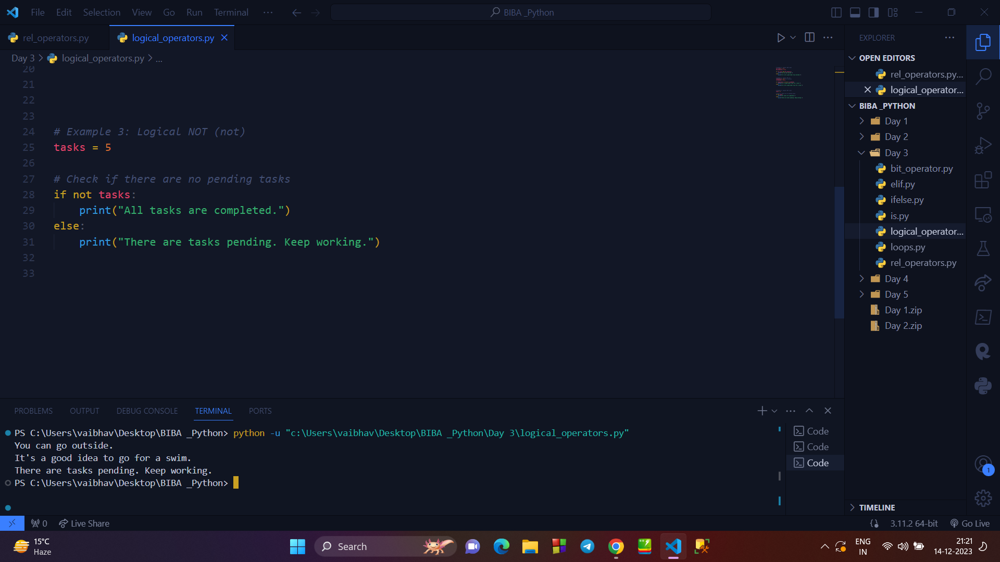 File Edit Selection View Go Run Terminal ··· BIBA _Python
rel_operators.py logical_operators.py
Day 3 > logical_operators.py > ...
20
21
22
23
24 # Example 3: Logical NOT (not)
25 tasks = 5
26
27 # Check if there are no pending tasks
28 if not tasks:
29 print("All tasks are completed.")
30 else:
31 print("There are tasks pending. Keep working.")
32
33
EXPLORER
OPEN EDITORS
rel_operators.py...
logical_operator...
BIBA _PYTHON
Day 1
Day 2
Day 3
bit_operator.py
elif.py
ifelse.py
is.py
logical_operator...
loops.py
rel_operators.py
Day 4
Day 5
Day 1.zip
Day 2.zip
TIMELINE
PROBLEMS OUTPUT DEBUG CONSOLE TERMINAL PORTS
PS C:\Users\vaibhav\Desktop\BIBA _Python> python -u "c:\Users\vaibhav\Desktop\BIBA _Python\Day 3\logical_operators.py"
You can go outside.
It's a good idea to go for a swim.
There are tasks pending. Keep working.
PS C:\Users\vaibhav\Desktop\BIBA _Python>
Code
Code
Code
1
0 Live Share 3.11.2 64-bit Go Live
15°C
Haze
Search
ENG
IN
21:21
14-12-2023